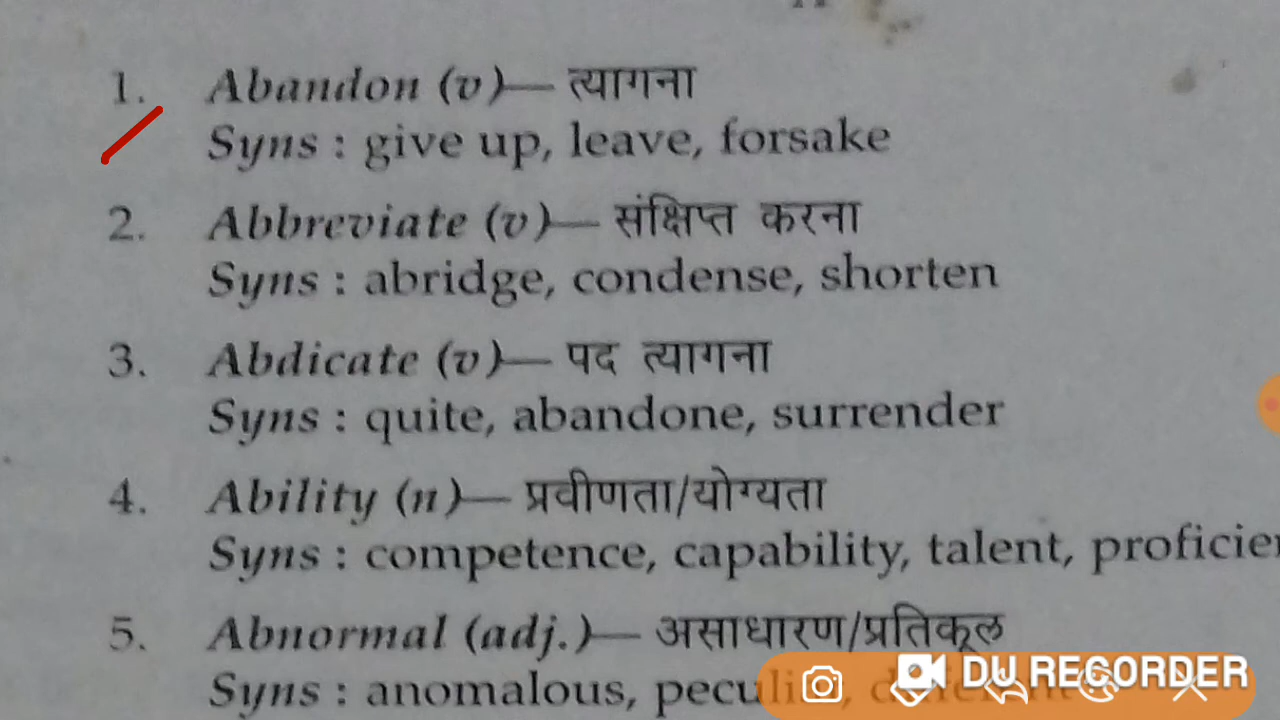 1. Abandon (v)— त्यागना
Syns : give up, leave, forsake
2. Abbreviate (v)— संक्षिप्त करना
Syns : abridge, condense, shorten
3. Abdicate (v)— पद त्यागना
Syns : quite, abandone, surrender
4. Ability (n)— प्रवीणता/योग्यता
Syns : competence, capability, talent, proficien
5. Abnormal (adj.)— असाधारण/प्रतिकूल
Syns : anomalous,
DU RECORDER